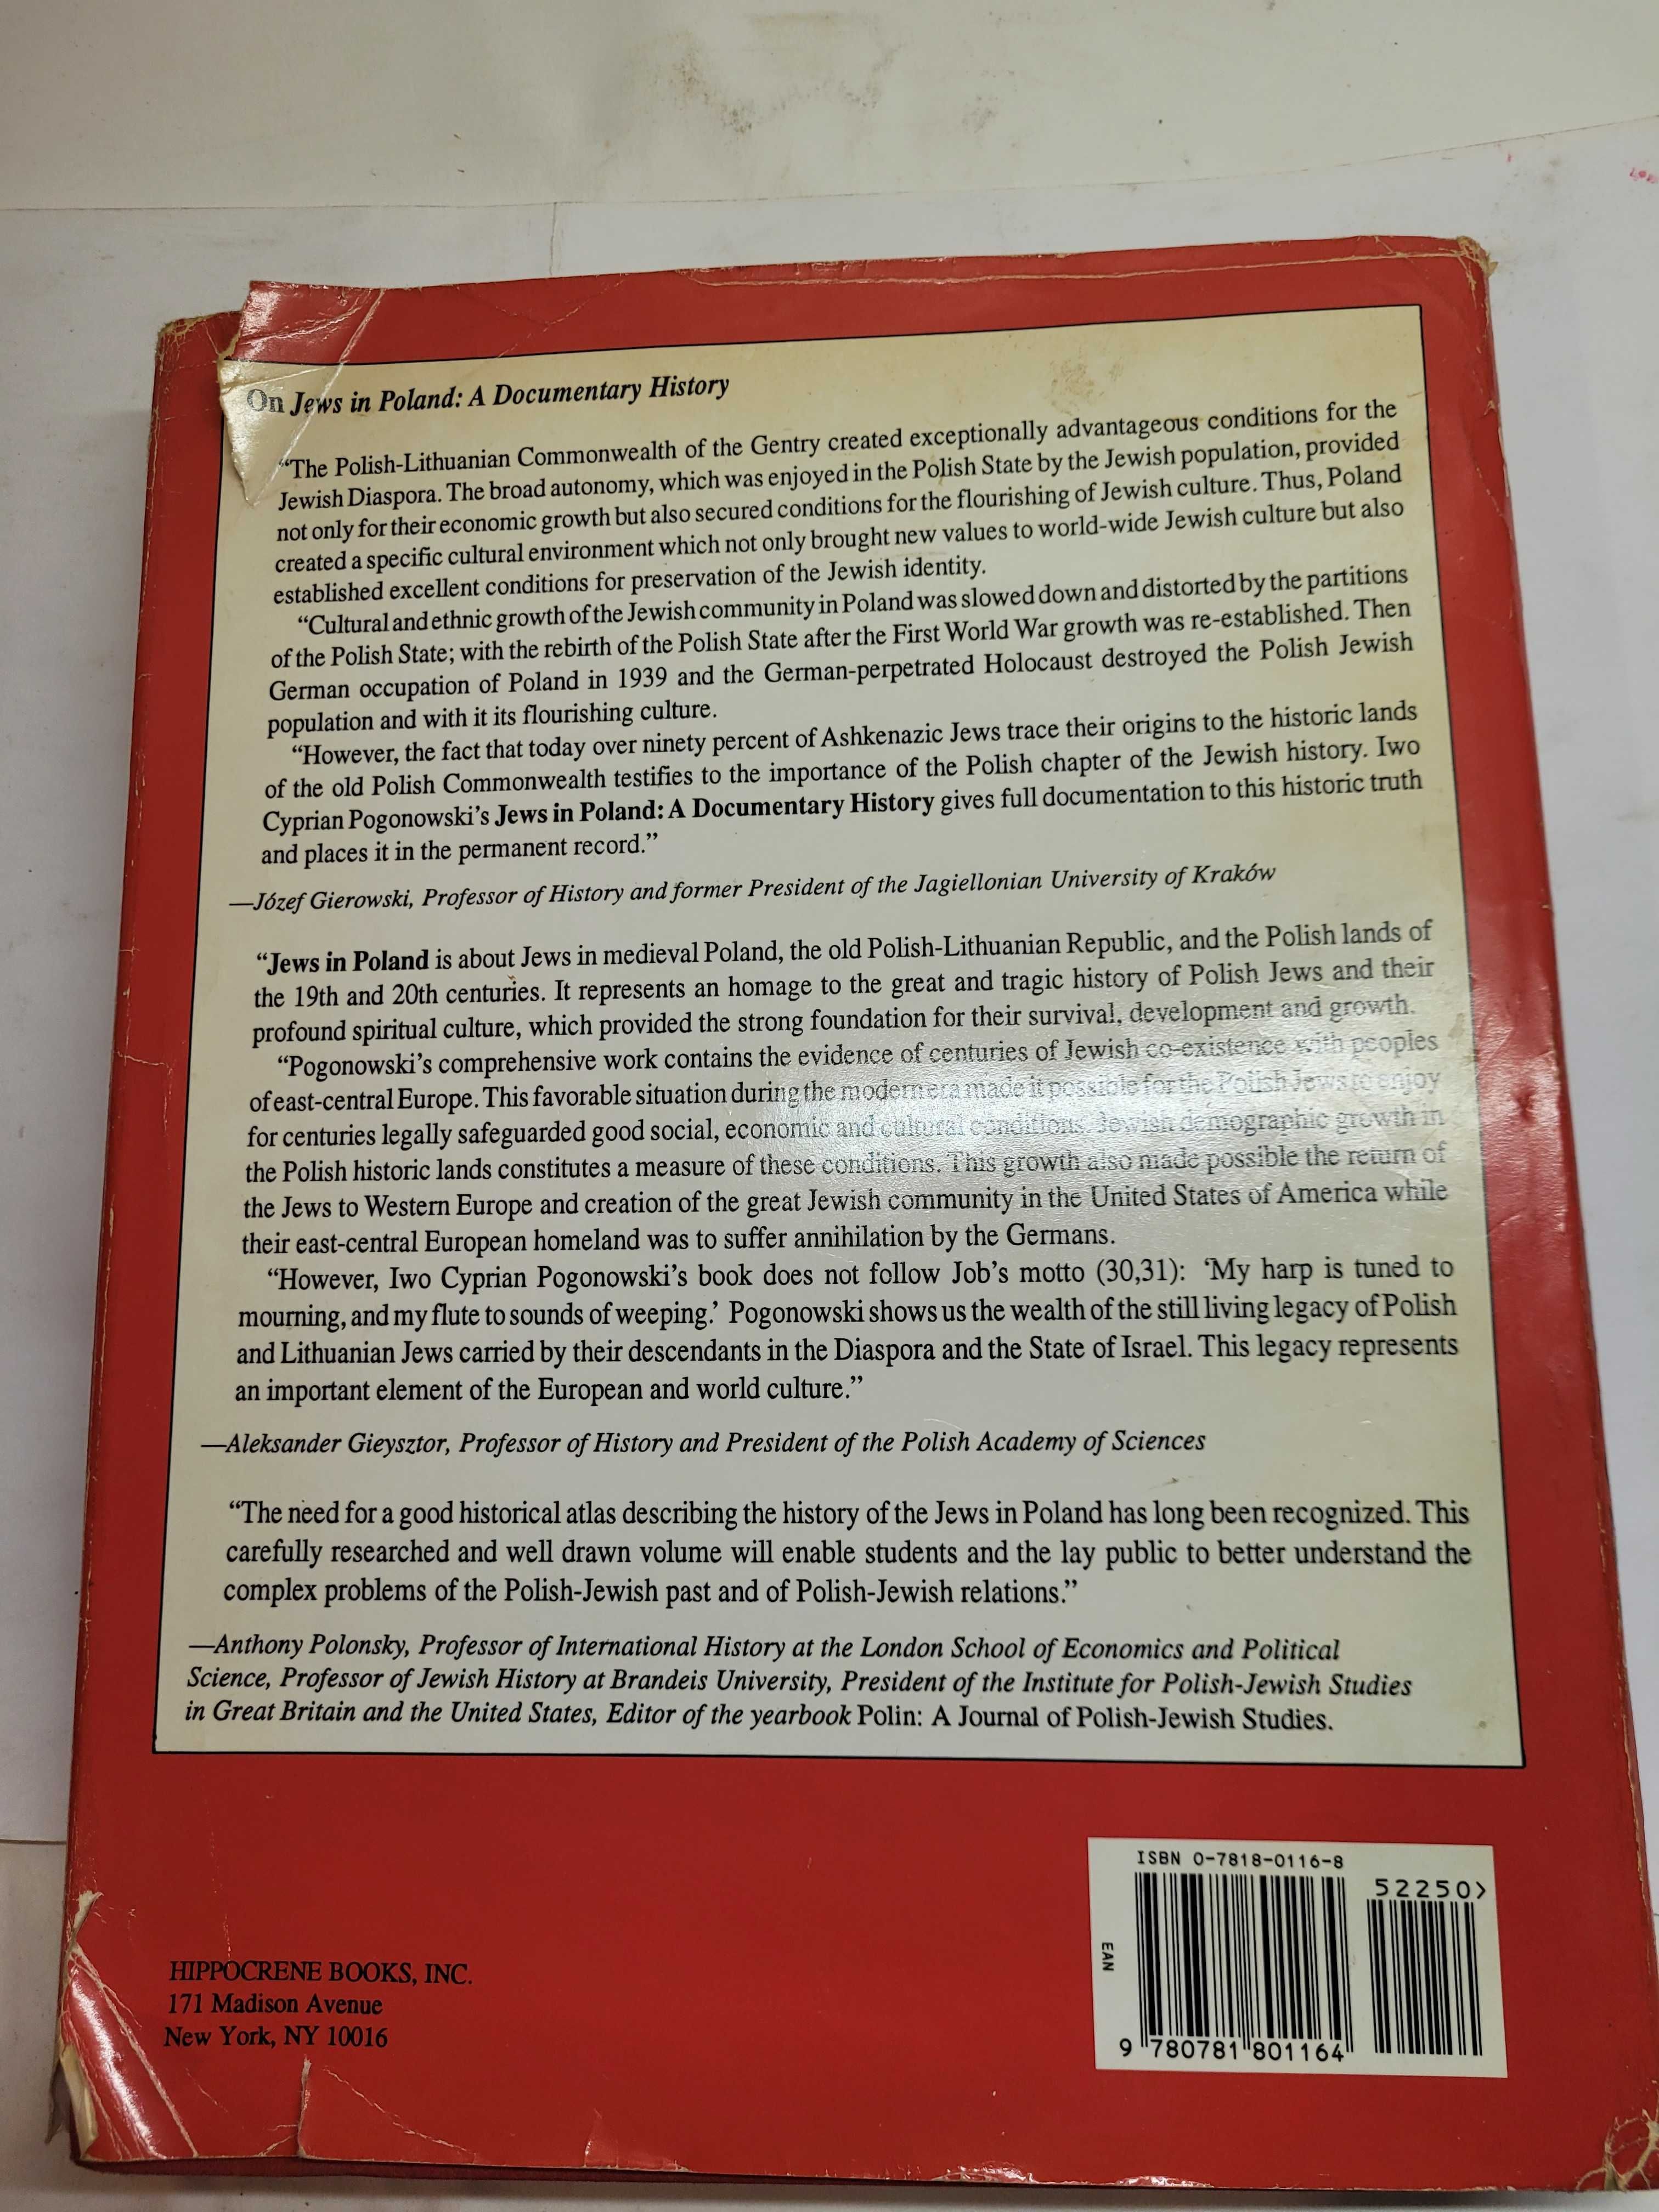 On Jews in Poland: A Documentary History
“The Polish-Lithuanian Commonwealth of the Gentry created exceptionally advantageous conditions for the
Jewish Diaspora. The broad autonomy, which was enjoyed in the Polish State by the Jewish population, provided
not only for their economic growth but also secured conditions for the flourishing of Jewish culture. Thus, Poland
created a specific cultural environment which not only brought new values to world-wide Jewish culture but also
established excellent conditions for preservation of the Jewish identity.
“Cultural and ethnic growth of the Jewish community in Poland was slowed down and distorted by the partitions
of the Polish State; with the rebirth of the Polish State after the First World War growth was re-established. Then
German occupation of Poland in 1939 and the German-perpetrated Holocaust destroyed the Polish Jewish
population and with it its flourishing culture.
“However, the fact that today over ninety percent of Ashkenazic Jews trace their origins to the historic lands
of the old Polish Commonwealth testifies to the importance of the Polish chapter of the Jewish history. Iwo
Cyprian Pogonowski’s Jews in Poland: A Documentary History gives full documentation to this historic truth
and places it in the permanent record.”
—Józef Gierowski, Professor of History and former President of the Jagiellonian University of Kraków
“Jews in Poland is about Jews in medieval Poland, the old Polish-Lithuanian Republic, and the Polish lands of
the 19th and 20th centuries. It represents an homage to the great and tragic history of Polish Jews and their
profound spiritual culture, which provided the strong foundation for their survival, development and growth.
“Pogonowski’s comprehensive work contains the evidence of centuries of Jewish co-existence with peoples
of east-central Europe. This favorable situation during the modern era made it possible for the Polish Jews to enjoy
for centuries legally safeguarded good social, economic and cultural conditions. Jewish demographic growth in
the Polish historic lands constitutes a measure of these conditions. This growth also made possible the return of
the Jews to Western Europe and creation of the great Jewish community in the United States of America while
their east-central European homeland was to suffer annihilation by the Germans.
“However, Iwo Cyprian Pogonowski’s book does not follow Job’s motto (30,31): ‘My harp is tuned to
mourning, and my flute to sounds of weeping.’ Pogonowski shows us the wealth of the still living legacy of Polish
and Lithuanian Jews carried by their descendants in the Diaspora and the State of Israel. This legacy represents
an important element of the European and world culture.”
—Aleksander Gieysztor, Professor of History and President of the Polish Academy of Sciences
“The need for a good historical atlas describing the history of the Jews in Poland has long been recognized. This
carefully researched and well drawn volume will enable students and the lay public to better understand the
complex problems of the Polish-Jewish past and of Polish-Jewish relations.”
—Anthony Polonsky, Professor of International History at the London School of Economics and Political
Science, Professor of Jewish History at Brandeis University, President of the Institute for Polish-Jewish Studies
in Great Britain and the United States, Editor of the yearbook Polin: A Journal of Polish-Jewish Studies.
HIPPOCRENE BOOKS, INC.
171 Madison Avenue
New York, NY 10016
ISBN 0-7818-0116-8
52250>
EAN
9 780781 801164